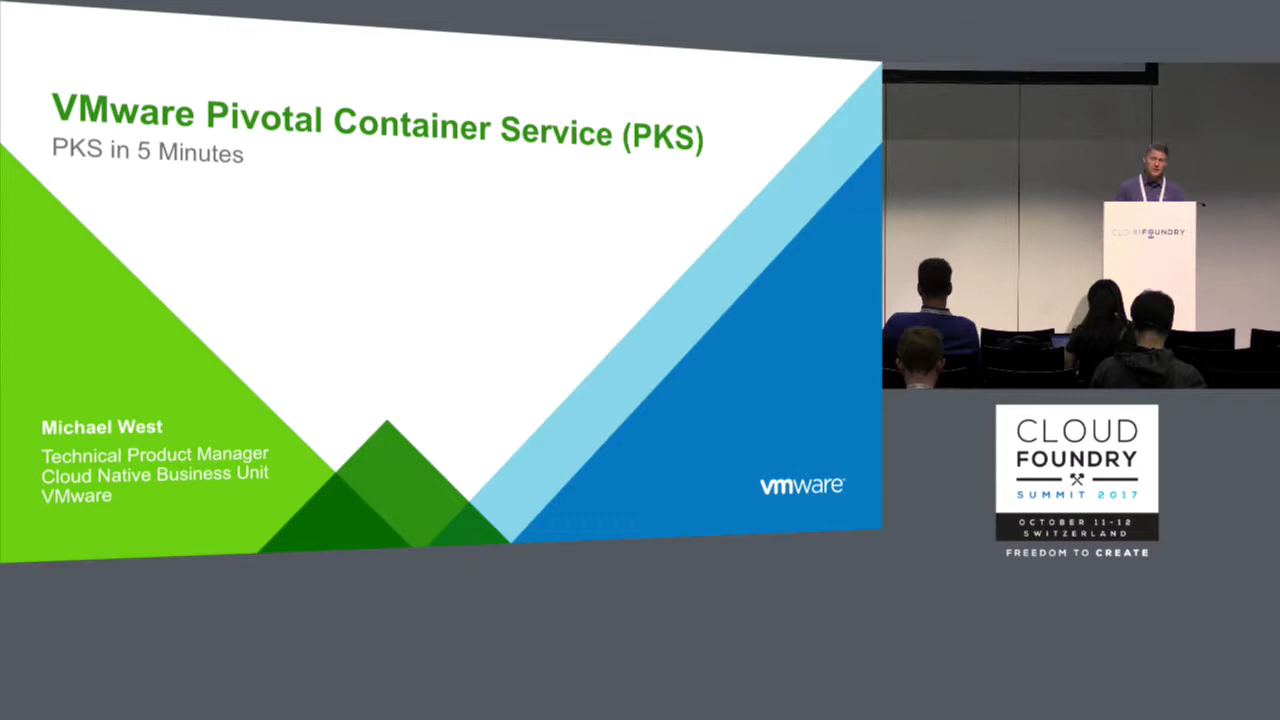 VMware Pivotal Container Service (PKS)
PKS in 5 Minutes
Michael West
Technical Product Manager
Cloud Native Business Unit
VMware
vmware
CLOUD FOUNDRY
CLOUD
FOUNDRY
SUMMIT 2017
OCTOBER 11-12
SWITZERLAND
FREEDOM TO CREATE